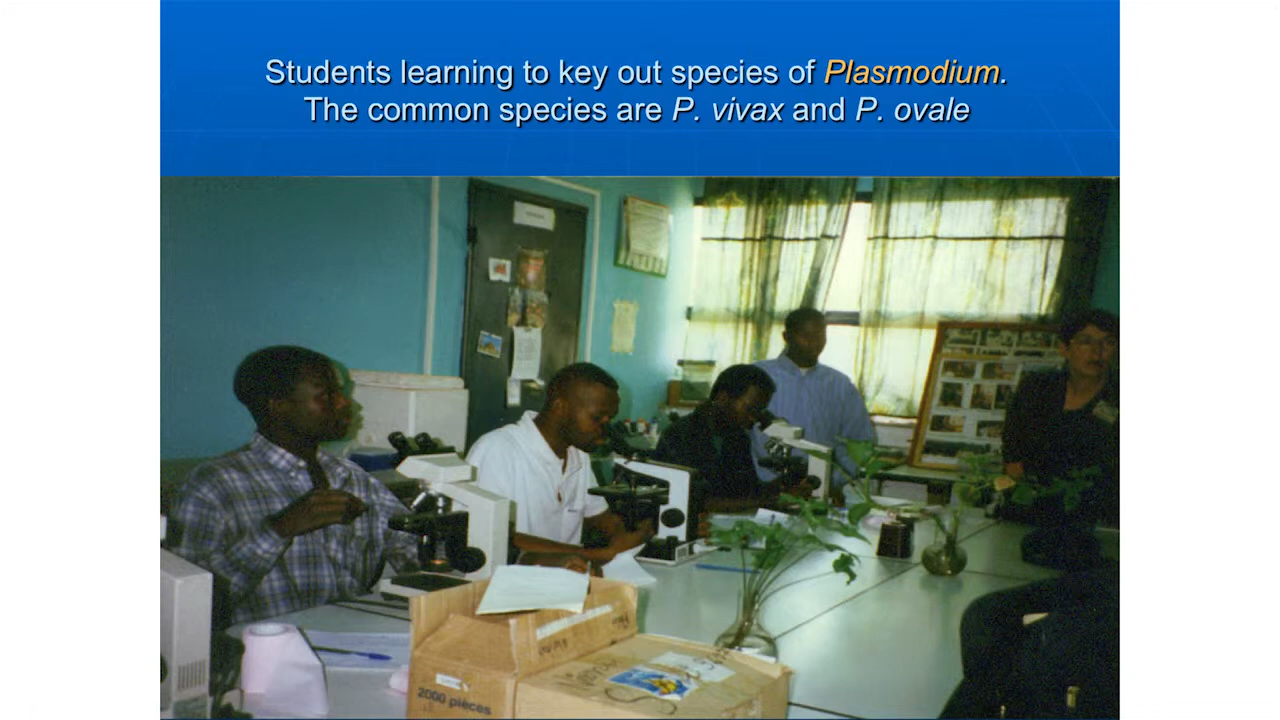 Students learning to key out species of Plasmodium.
The common species are P. vivax and P. ovale
2000 pièces